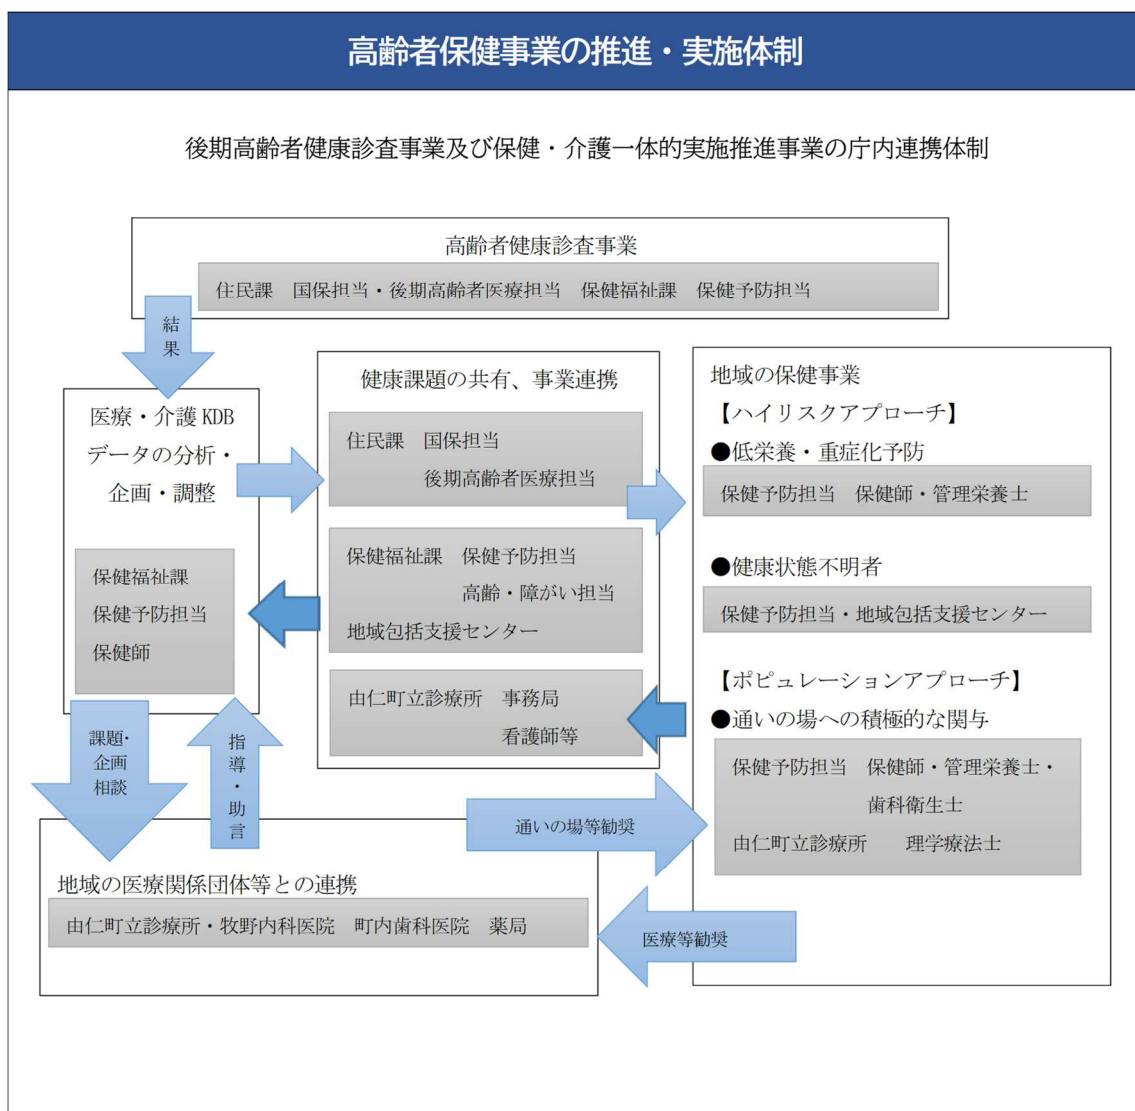 高齢者保健事業の推進・実施体制
後期高齢者健康診査事業及び保健・介護一体的実施推進事業の庁内連携体制
高齢者健康診査事業
住民課　国保担当・後期高齢者医療担当　保健福祉課　保健予防担当
結果
医療・介護 KDB
データの分析・
企画・調整
保健福祉課
保健予防担当
保健師
健康課題の共有、事業連携
住民課　国保担当
後期高齢者医療担当
保健福祉課　保健予防担当
高齢・障がい担当
地域包括支援センター
由仁町立診療所　事務局
看護師等
地域の保健事業
【ハイリスクアプローチ】
●低栄養・重症化予防
保健予防担当　保健師・管理栄養士
●健康状態不明者
保健予防担当・地域包括支援センター
【ポピュレーションアプローチ】
●通いの場への積極的な関与
保健予防担当　保健師・管理栄養士・
歯科衛生士
由仁町立診療所　　理学療法士
課題・
企画
相談
指導・助言
通いの場等勧奨
地域の医療関係団体等との連携
由仁町立診療所・牧野内科医院　町内歯科医院　薬局
医療等勧奨